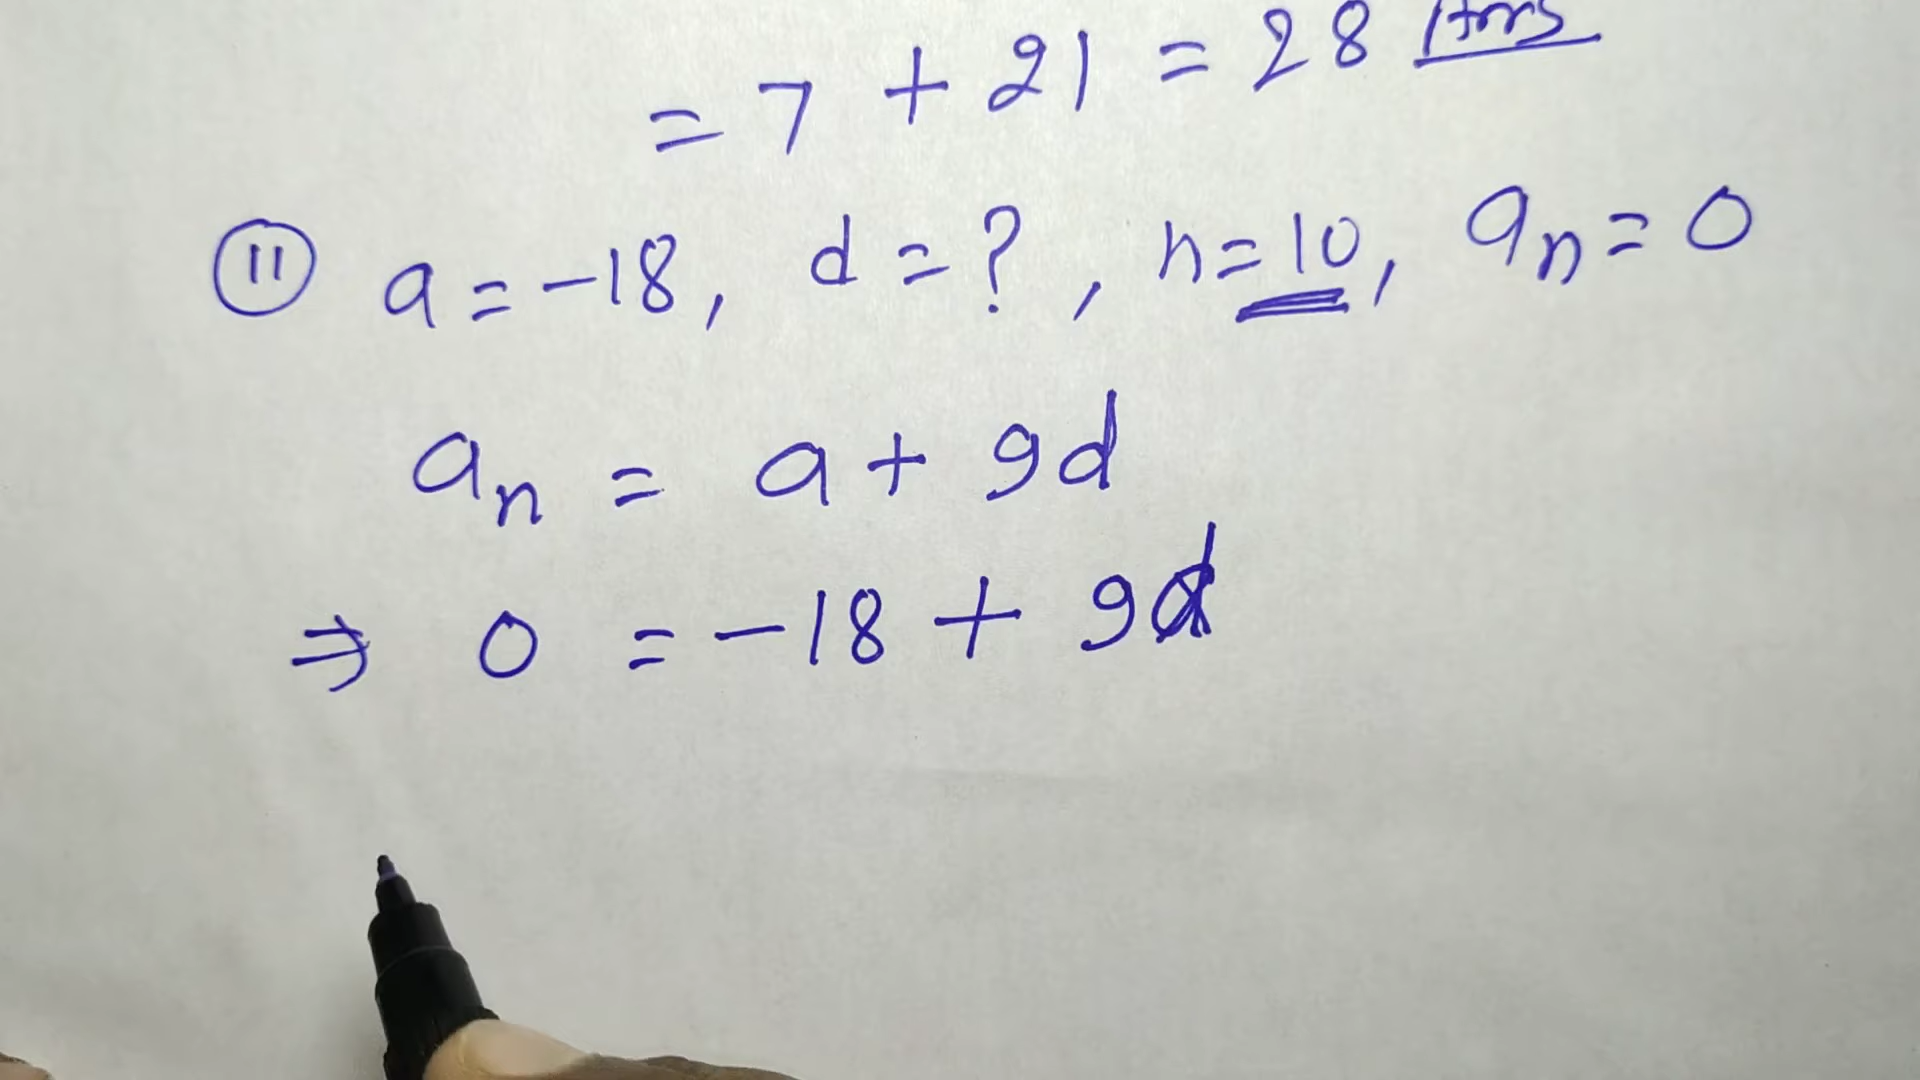 = 7 + 21 = 28 Ans
(11) a = -18, d = ?, n = 10, aₙ = 0
aₙ = a + 9d
⇒ 0 = -18 + 9d